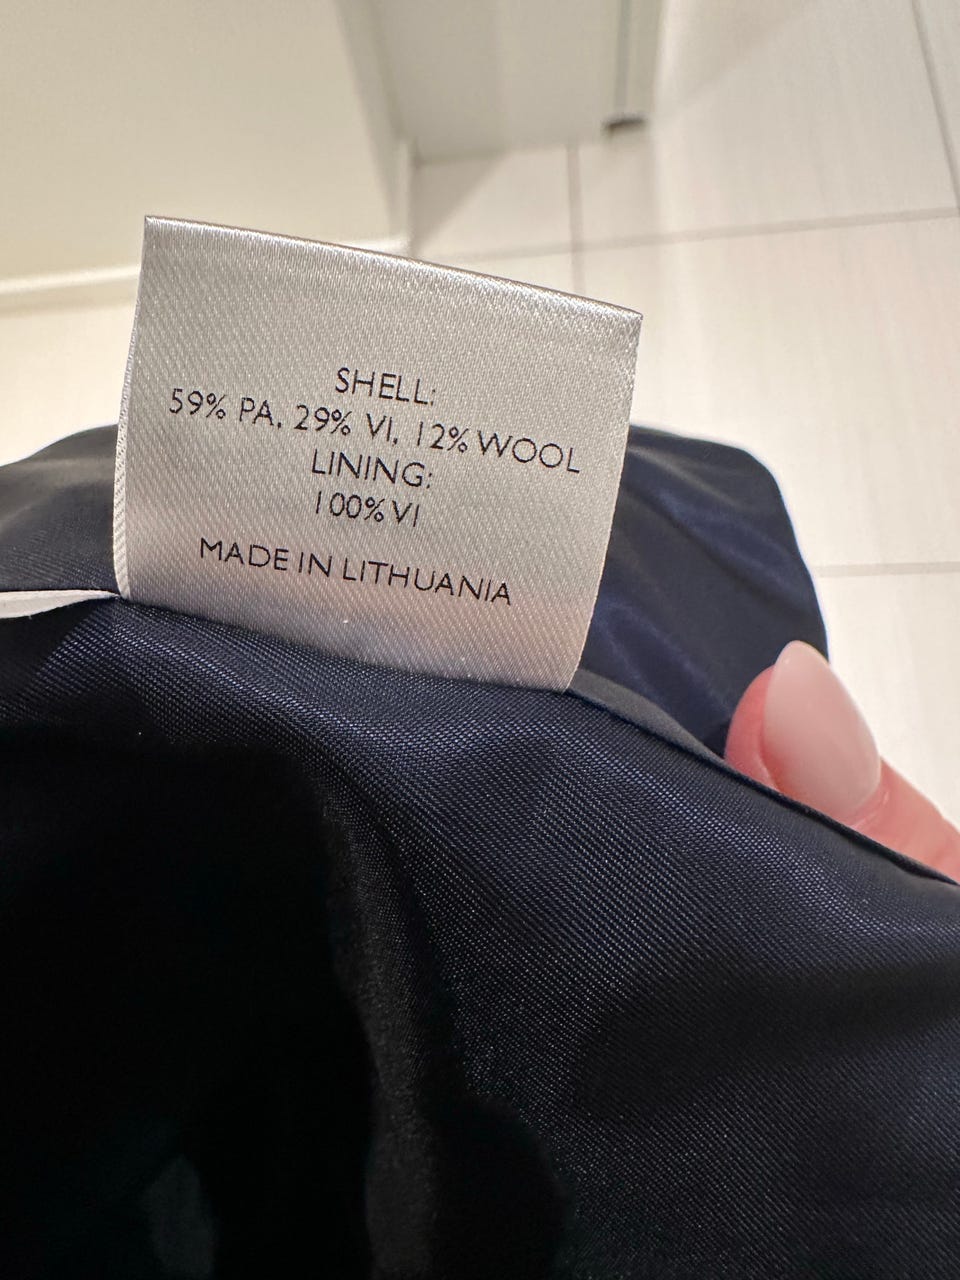 SHELL:
59% PA, 29% VI, 12% WOOL
LINING:
100% VI
MADE IN LITHUANIA